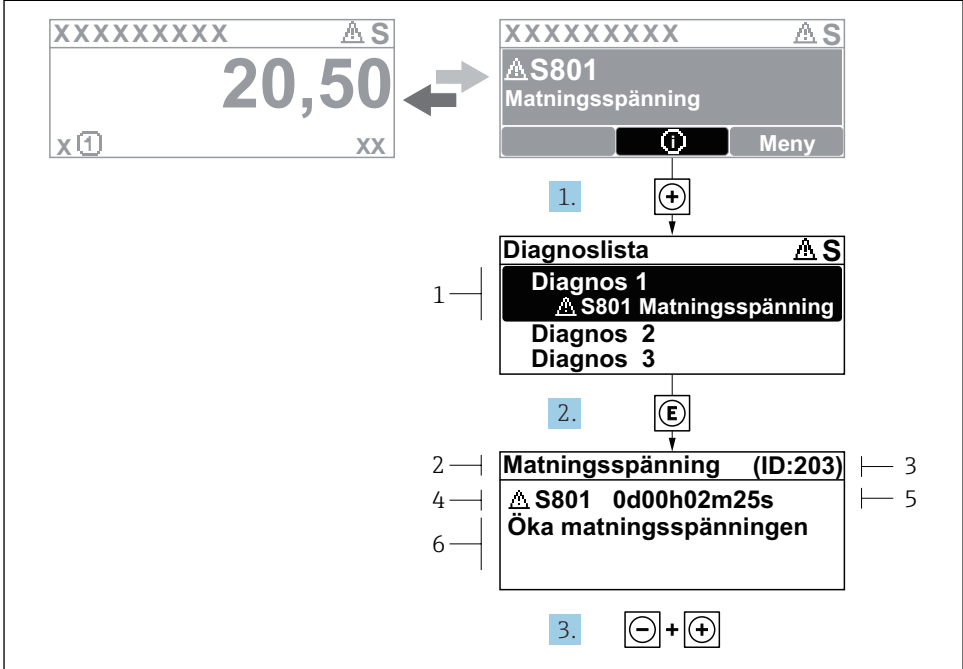 XXXXXXXXX S
20,50
X 1 XX
XXXXXXXXX S
S801
Matningsspänning
i Meny
1. +
Diagnoslista S
1
Diagnos 1
S801 Matningsspänning
Diagnos 2
Diagnos 3
2. E
2 Matningsspänning (ID:203) 3
4 S801 0d00h02m25s 5
6 Öka matningsspänningen
3. - + +